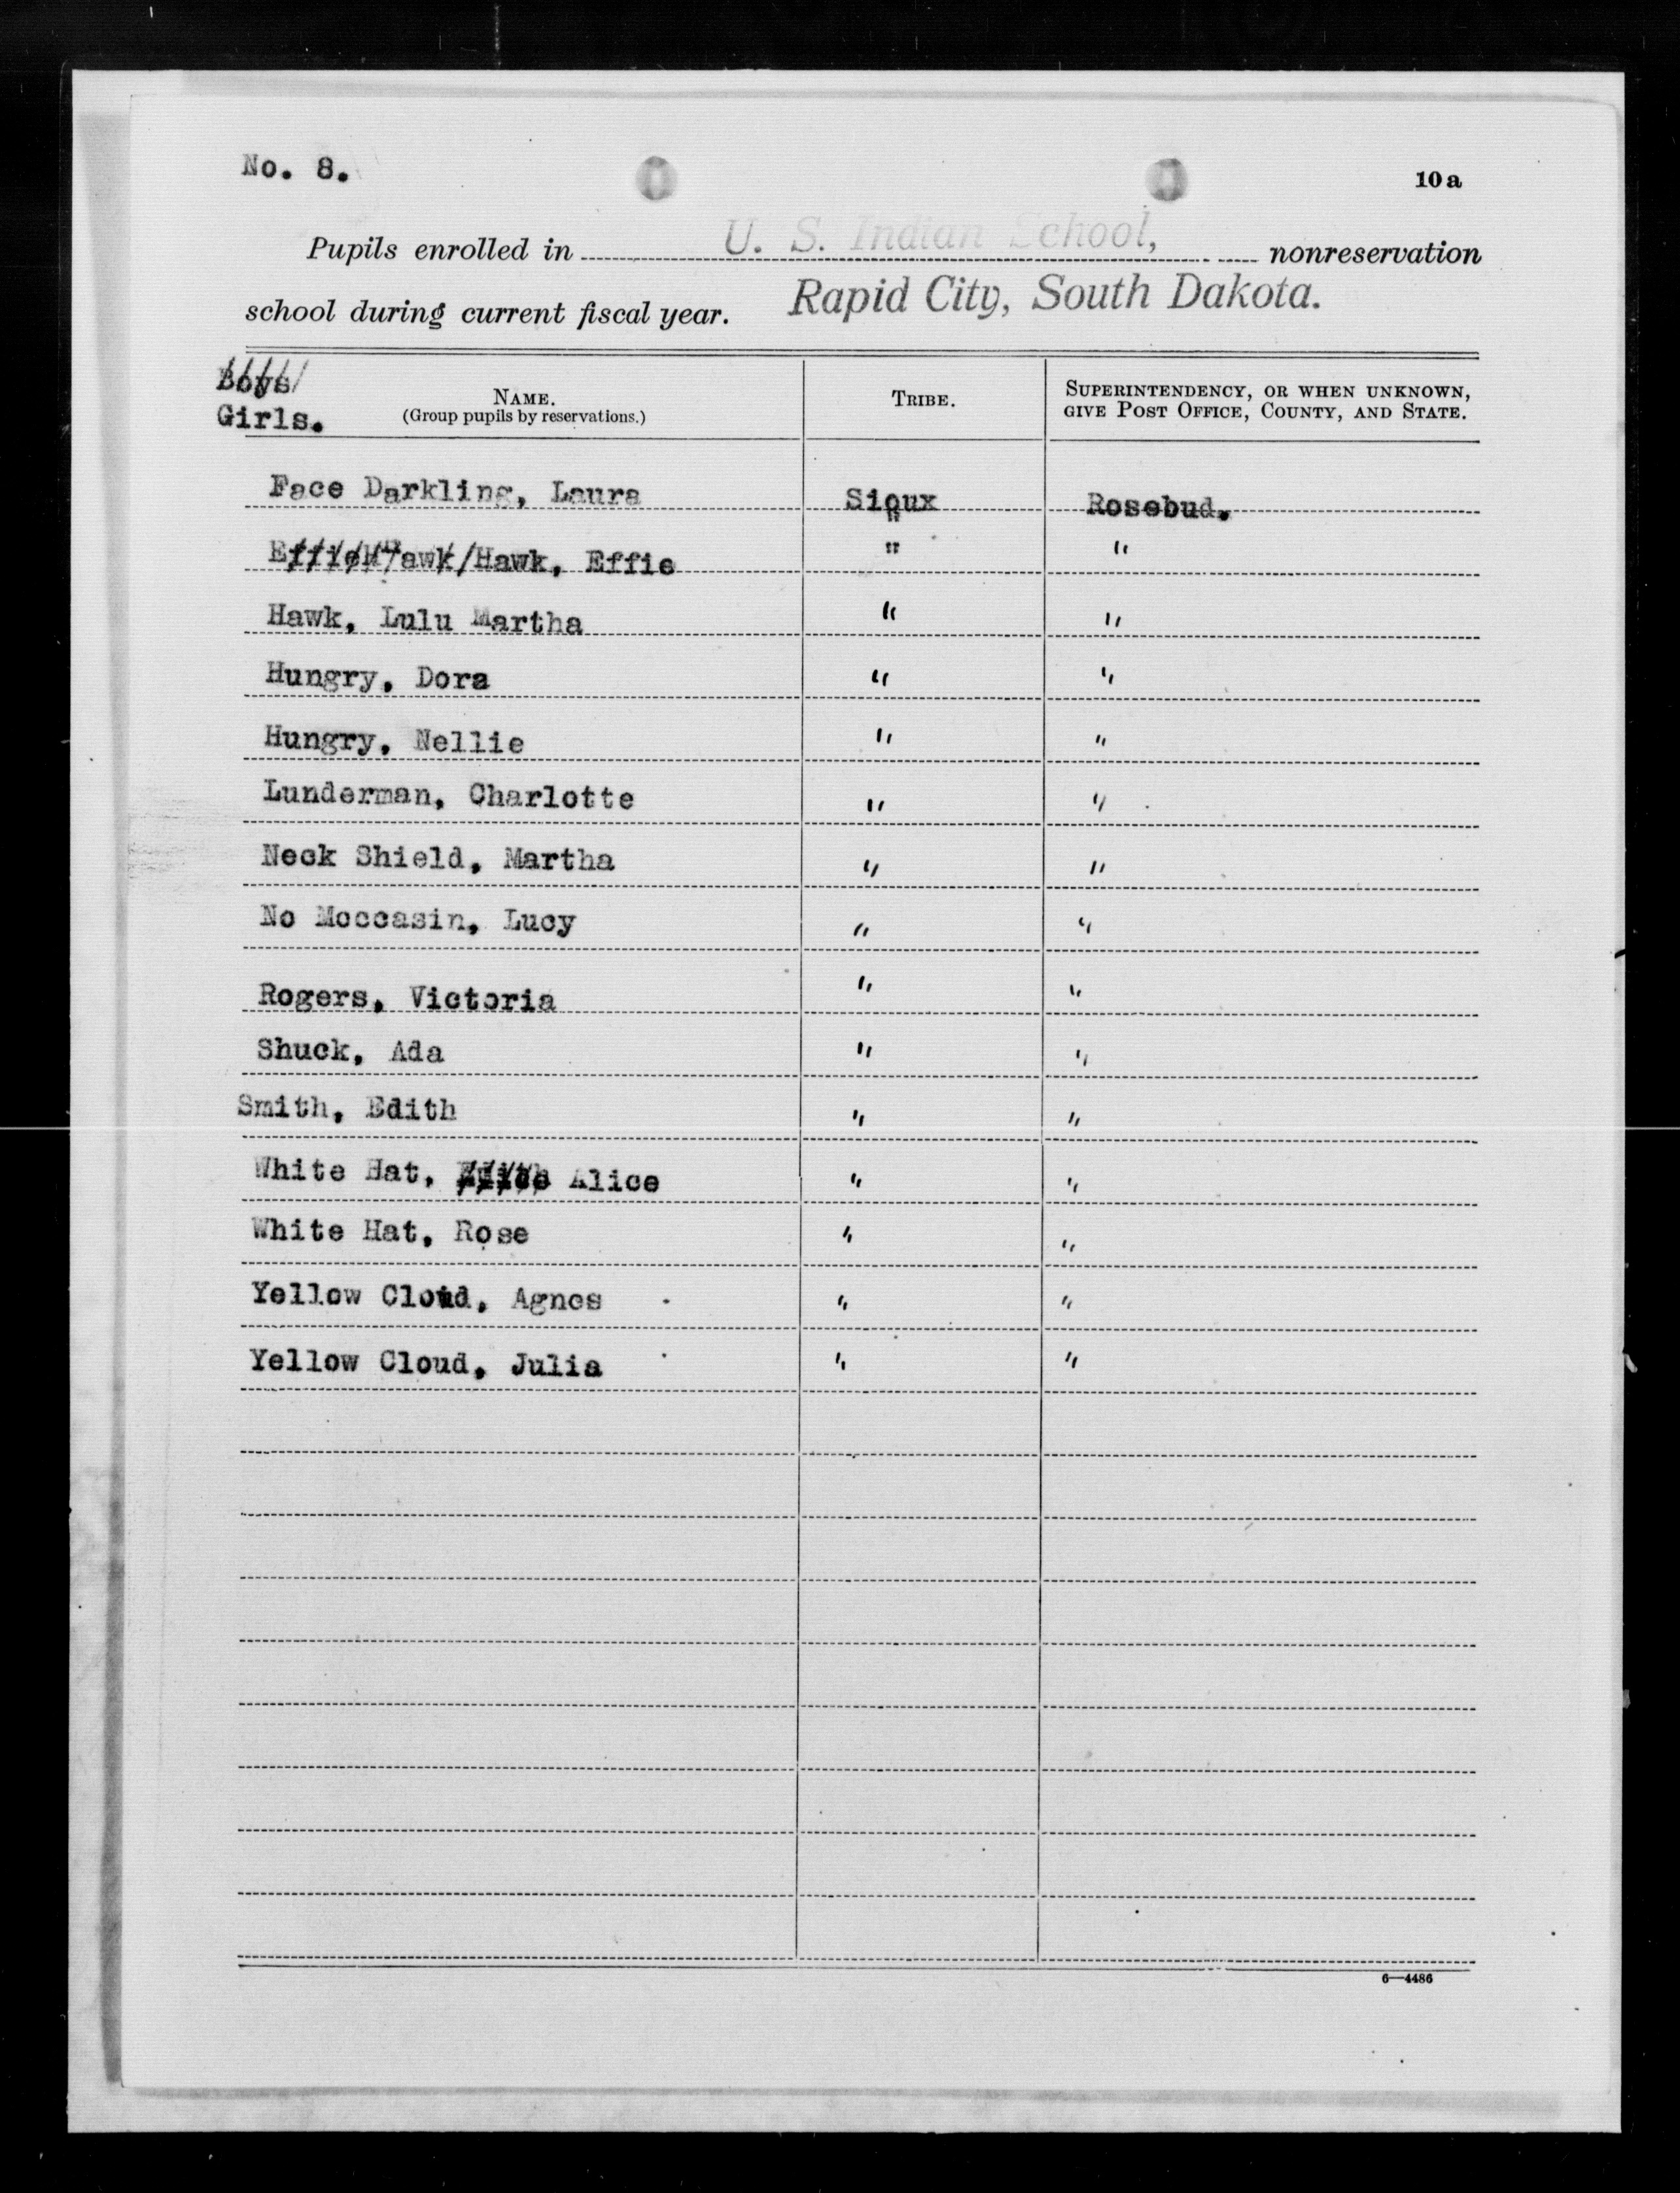 No. 8.
10a
Pupils enrolled in U. S. Indian School, nonreservation
school during current fiscal year. Rapid City, South Dakota.
Boys
Girls.
NAME.
(Group pupils by reservations.)
TRIBE.
SUPERINTENDENCY, OR WHEN UNKNOWN,
GIVE POST OFFICE, COUNTY, AND STATE.
Face Darkling, Laura Sioux Rosebud.
"
Effie Hawk/Hawk, Effie " "
Hawk, Lulu Martha " "
Hungry, Dora " "
Hungry, Nellie " "
Lunderman, Charlotte " "
Neck Shield, Martha " "
No Moccasin, Lucy " "
Rogers, Victoria " "
Shuck, Ada " "
Smith, Edith " "
White Hat, Alice " "
White Hat, Rose " "
Yellow Cloud, Agnes " "
Yellow Cloud, Julia " "
6—4486